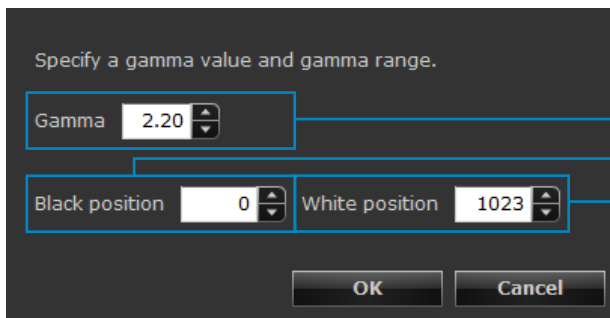 Specify a gamma value and gamma range.
Gamma 2.20
Black position 0 White position 1023
OK Cancel